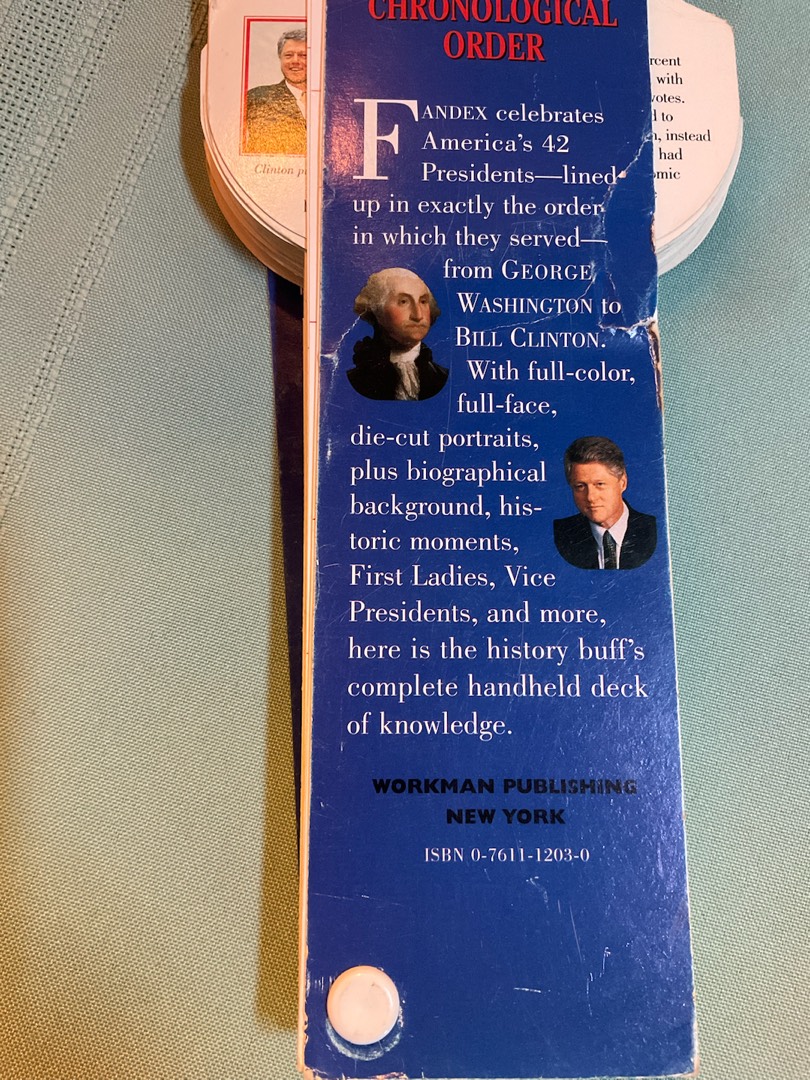 CHRONOLOGICAL
ORDER
FANDEX celebrates
America's 42
Presidents—lined
up in exactly the order
in which they served—
from GEORGE
WASHINGTON to
BILL CLINTON.
With full-color,
full-face,
die-cut portraits,
plus biographical
background, his-
toric moments,
First Ladies, Vice
Presidents, and more,
here is the history buff's
complete handheld deck
of knowledge.
WORKMAN PUBLISHING
NEW YORK
ISBN 0-7611-1203-0
Clinton
with
to
instead
had